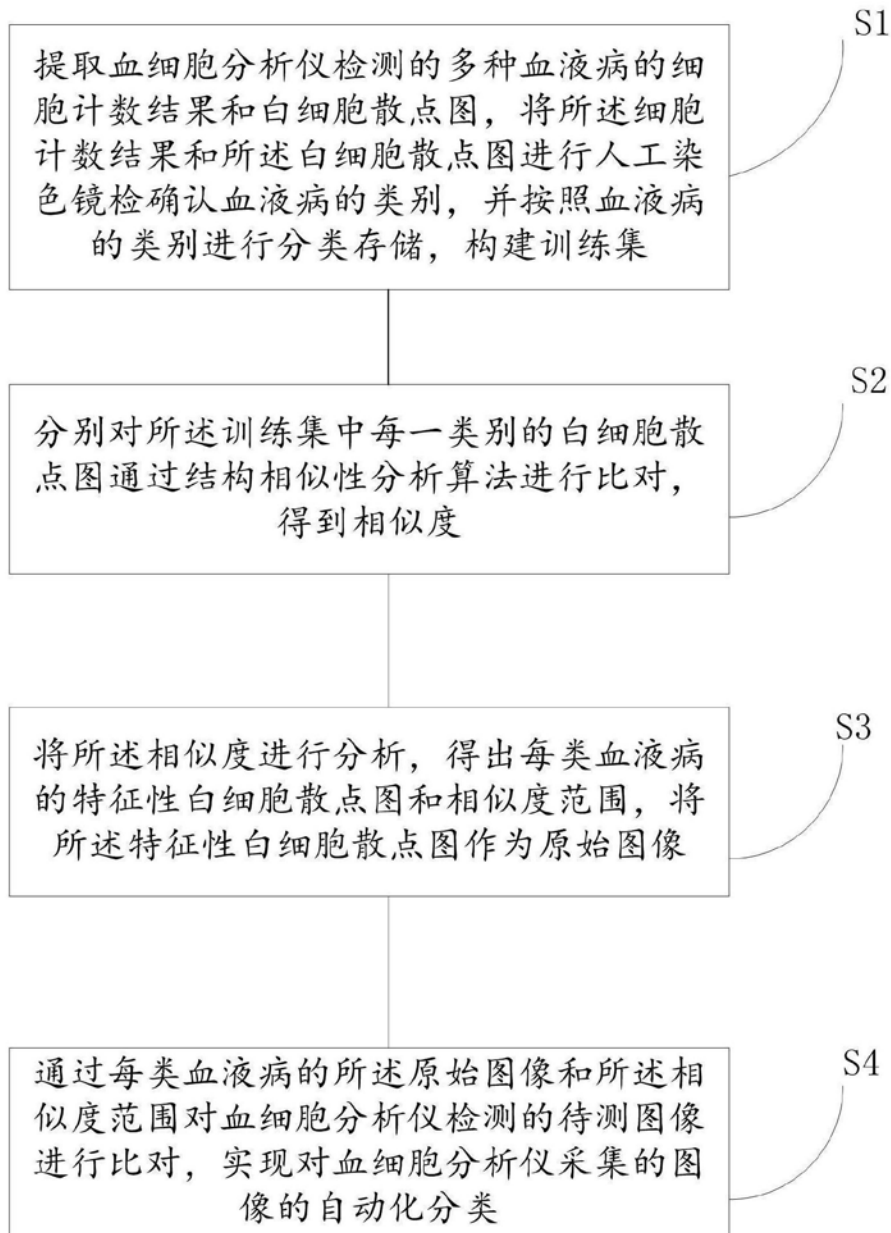 S1
提取血细胞分析仪检测的多种血液病的细
胞计数结果和白细胞散点图，将所述细胞
计数结果和所述白细胞散点图进行人工染
色镜检确认血液病的类别，并按照血液病
的类别进行分类存储，构建训练集
S2
分别对所述训练集中每一类别的白细胞散
点图通过结构相似性分析算法进行比对，
得到相似度
S3
将所述相似度进行分析，得出每类血液病
的特征性白细胞散点图和相似度范围，将
所述特征性白细胞散点图作为原始图像
S4
通过每类血液病的所述原始图像和所述相
似度范围对血细胞分析仪检测的待测图像
进行比对，实现对血细胞分析仪采集的图
像的自动化分类